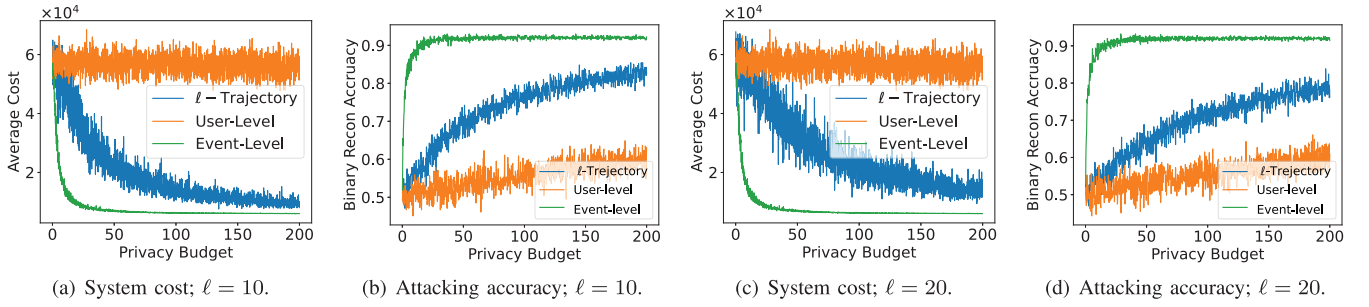 ×10⁴
6
4
2
Average Cost
ℓ – Trajectory
User-Level
Event-Level
0 50 100 150 200
Privacy Budget
(a) System cost; ℓ = 10.
0.9
0.8
0.7
0.6
0.5
Binary Recon Accruacy
ℓ-Trejectory
User-level
Event-level
0 50 100 150 200
Privacy Budget
(b) Attacking accuracy; ℓ = 10.
×10⁴
6
4
2
Average Cost
ℓ – Trajectory
User-Level
Event-Level
0 50 100 150 200
Privacy Budget
(c) System cost; ℓ = 20.
0.9
0.8
0.7
0.6
0.5
Binary Recon Accruacy
ℓ-Trejectory
User-level
Event-level
0 50 100 150 200
Privacy Budget
(d) Attacking accuracy; ℓ = 20.